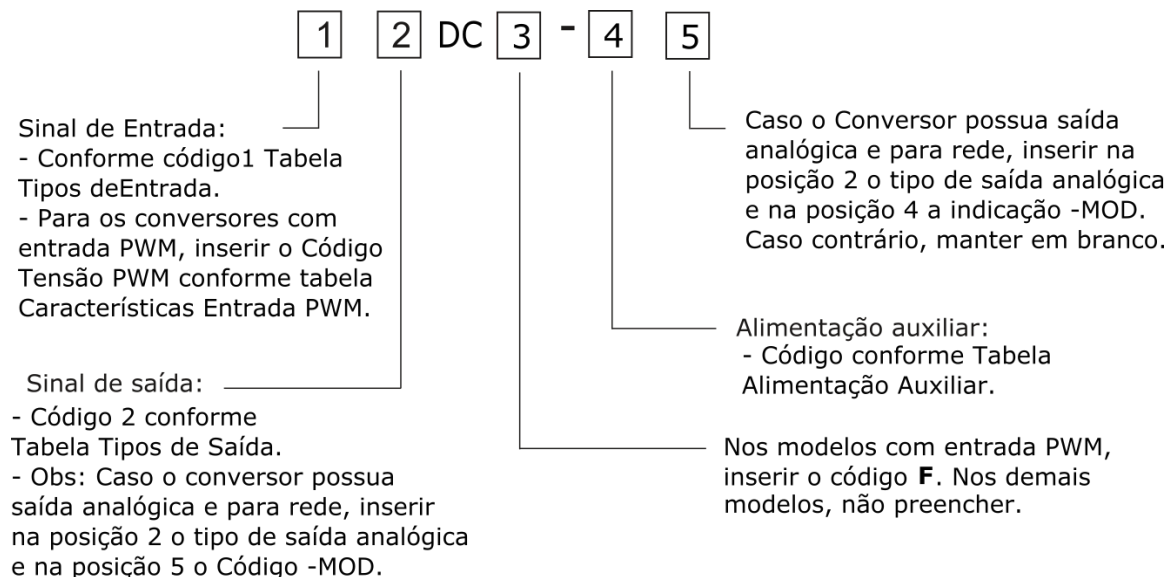 1 2 DC 3 - 4 5
Sinal de Entrada:
- Conforme código1 Tabela
Tipos deEntrada.
- Para os conversores com
entrada PWM, inserir o Código
Tensão PWM conforme tabela
Características Entrada PWM.
Sinal de saída:
- Código 2 conforme
Tabela Tipos de Saída.
- Obs: Caso o conversor possua
saída analógica e para rede, inserir
na posição 2 o tipo de saída analógica
e na posição 5 o Código -MOD.
Caso o Conversor possua saída
analógica e para rede, inserir na
posição 2 o tipo de saída analógica
e na posição 4 a indicação -MOD.
Caso contrário, manter em branco.
Alimentação auxiliar:
- Código conforme Tabela
Alimentação Auxiliar.
Nos modelos com entrada PWM,
inserir o código F. Nos demais
modelos, não preencher.